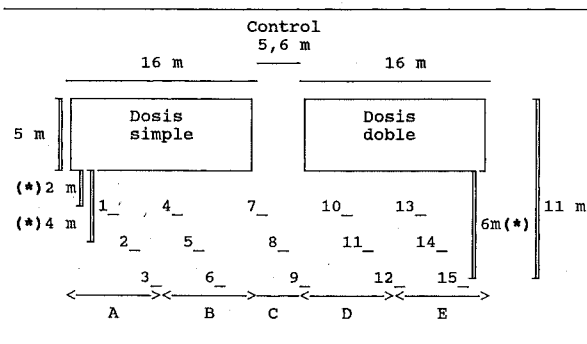 Control
5,6 m
16 m 16 m
Dosis simple
Dosis doble
5 m
(*)2 m
(*)4 m
1_ 4_ 7_ 10_ 13_
6m(*)
11 m
2_ 5_ 8_ 11_ 14_
3_ 6_ 9_ 12_ 15_
A B C D E